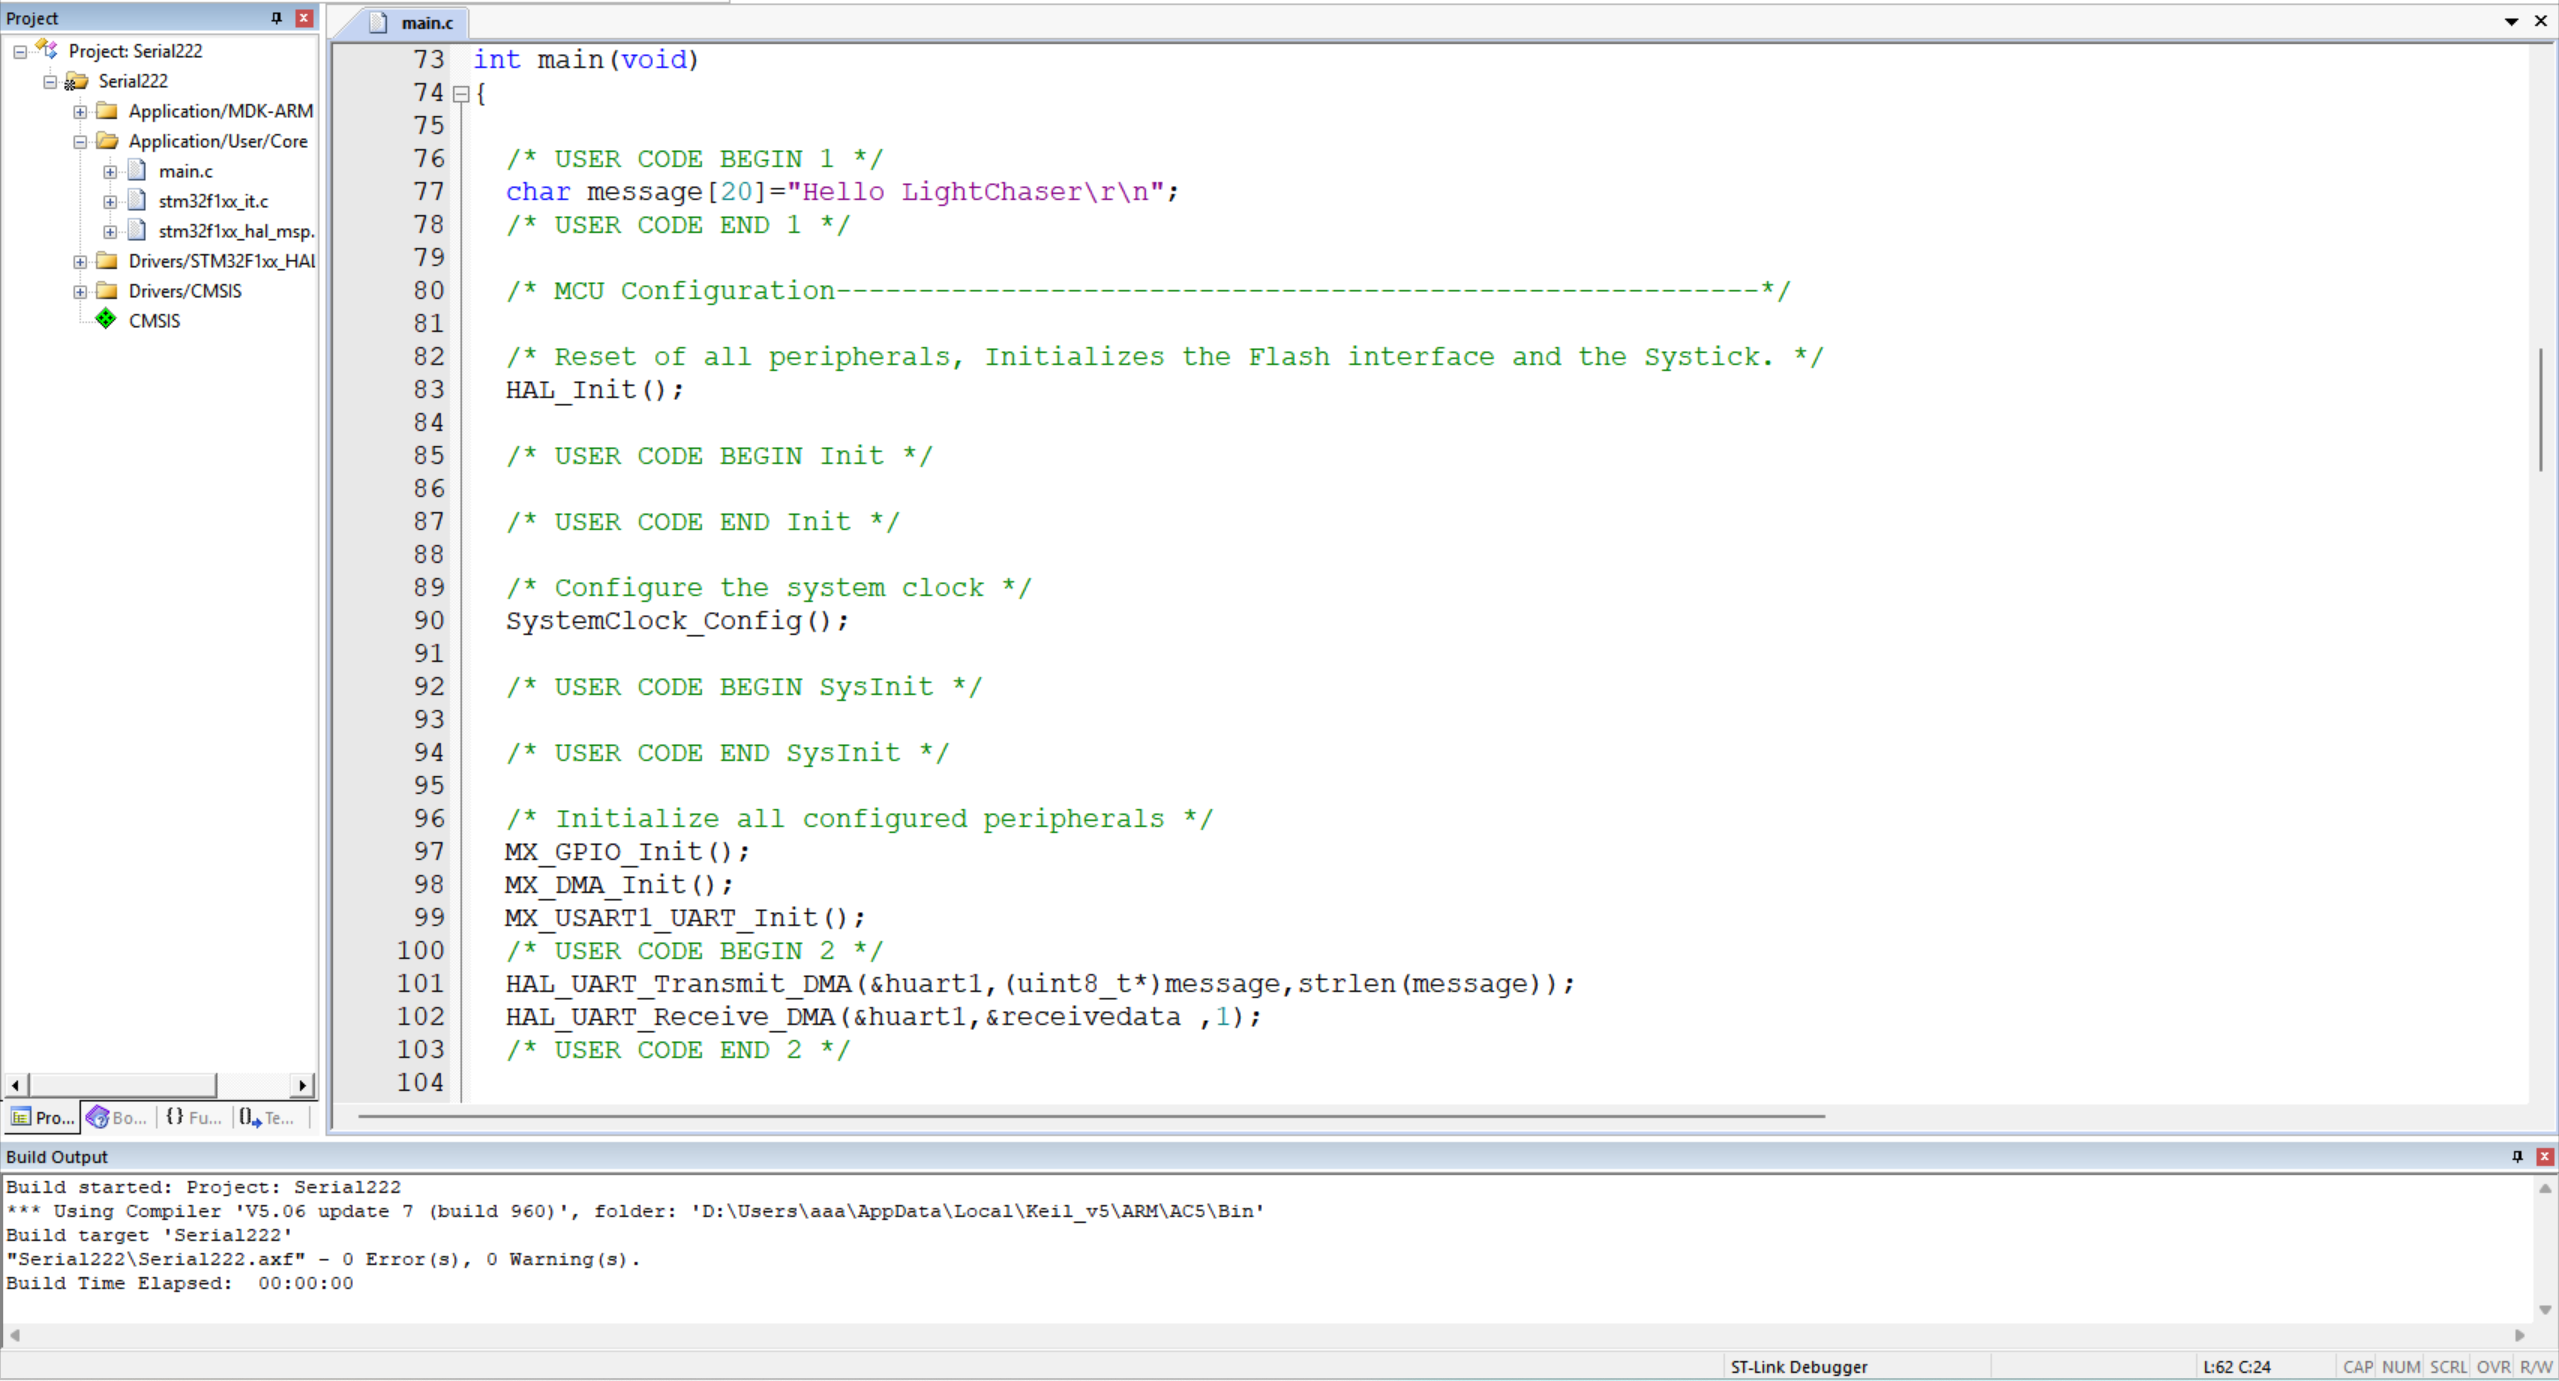 Project
Project: Serial222
Serial222
Application/MDK-ARM
Application/User/Core
main.c
stm32f1xx_it.c
stm32f1xx_hal_msp.
Drivers/STM32F1xx_HAL
Drivers/CMSIS
CMSIS
Pro... Bo... {} Fu... Te...
main.c
73 int main(void)
74 {
75
76 /* USER CODE BEGIN 1 */
77 char message[20]="Hello LightChaser\r\n";
78 /* USER CODE END 1 */
79
80 /* MCU Configuration--------------------------------------------------------*/
81
82 /* Reset of all peripherals, Initializes the Flash interface and the Systick. */
83 HAL_Init();
84
85 /* USER CODE BEGIN Init */
86
87 /* USER CODE END Init */
88
89 /* Configure the system clock */
90 SystemClock_Config();
91
92 /* USER CODE BEGIN SysInit */
93
94 /* USER CODE END SysInit */
95
96 /* Initialize all configured peripherals */
97 MX_GPIO_Init();
98 MX_DMA_Init();
99 MX_USART1_UART_Init();
100 /* USER CODE BEGIN 2 */
101 HAL_UART_Transmit_DMA(&huart1,(uint8_t*)message,strlen(message));
102 HAL_UART_Receive_DMA(&huart1,&receivedata ,1);
103 /* USER CODE END 2 */
104
Build Output
Build started: Project: Serial222
*** Using Compiler 'V5.06 update 7 (build 960)', folder: 'D:\Users\aaa\AppData\Local\Keil_v5\ARM\AC5\Bin'
Build target 'Serial222'
"Serial222\Serial222.axf" - 0 Error(s), 0 Warning(s).
Build Time Elapsed:  00:00:00
ST-Link Debugger L:62 C:24 CAP NUM SCRL OVR R/W